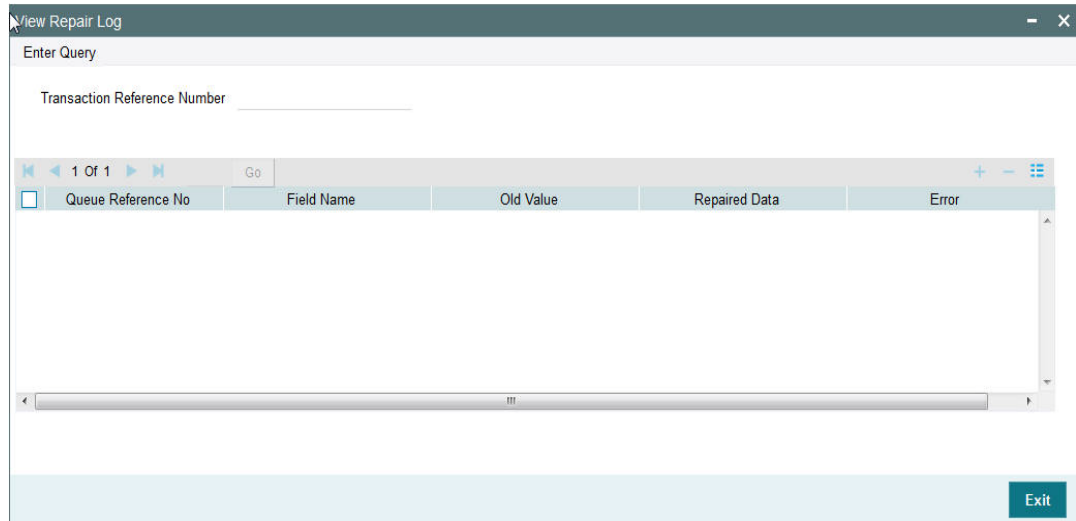 View Repair Log
Enter Query
Transaction Reference Number
1 Of 1 Go
Queue Reference No Field Name Old Value Repaired Data Error
Exit